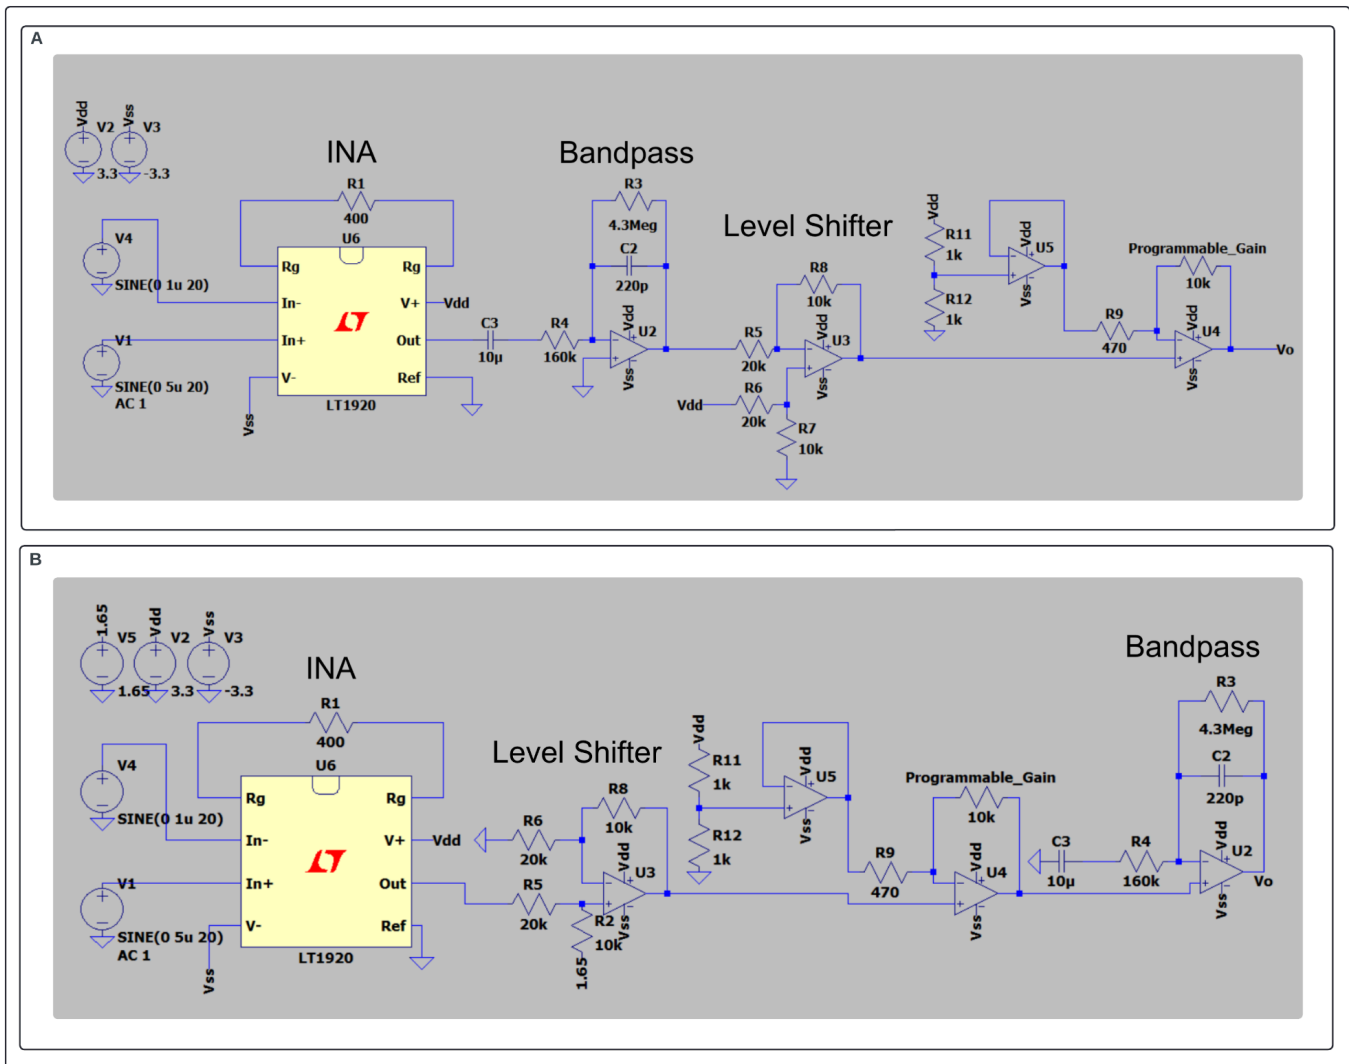 A
Vdd
V2
3.3
Vss
V3
-3.3
INA
Bandpass
Level Shifter
R1
400
U6
Rg
Rg
In-
V+
Vdd
In+
Out
V-
Ref
LT1920
Vss
V4
SINE(0 1u 20)
V1
SINE(0 5u 20)
AC 1
C3
10µ
R4
160k
R3
4.3Meg
C2
220p
Vdd
U2
Vss
R5
20k
R8
10k
Vdd
U3
Vss
Vdd
R6
20k
R7
10k
Vdd
R11
1k
R12
1k
Vdd
U5
Vss
R9
470
Programmable_Gain
10k
Vdd
U4
Vss
Vo
B
1.65
V5
1.65
Vdd
V2
3.3
Vss
V3
-3.3
INA
Level Shifter
Bandpass
R1
400
U6
Rg
Rg
In-
V+
Vdd
In+
Out
V-
Ref
LT1920
Vss
V4
SINE(0 1u 20)
V1
SINE(0 5u 20)
AC 1
R6
20k
R8
10k
R5
20k
Vdd
U3
Vss
R2
10k
1.65
Vdd
R11
1k
R12
1k
Vdd
U5
Vss
R9
470
Programmable_Gain
10k
Vdd
U4
Vss
C3
10µ
R4
160k
R3
4.3Meg
C2
220p
Vdd
U2
Vss
Vo